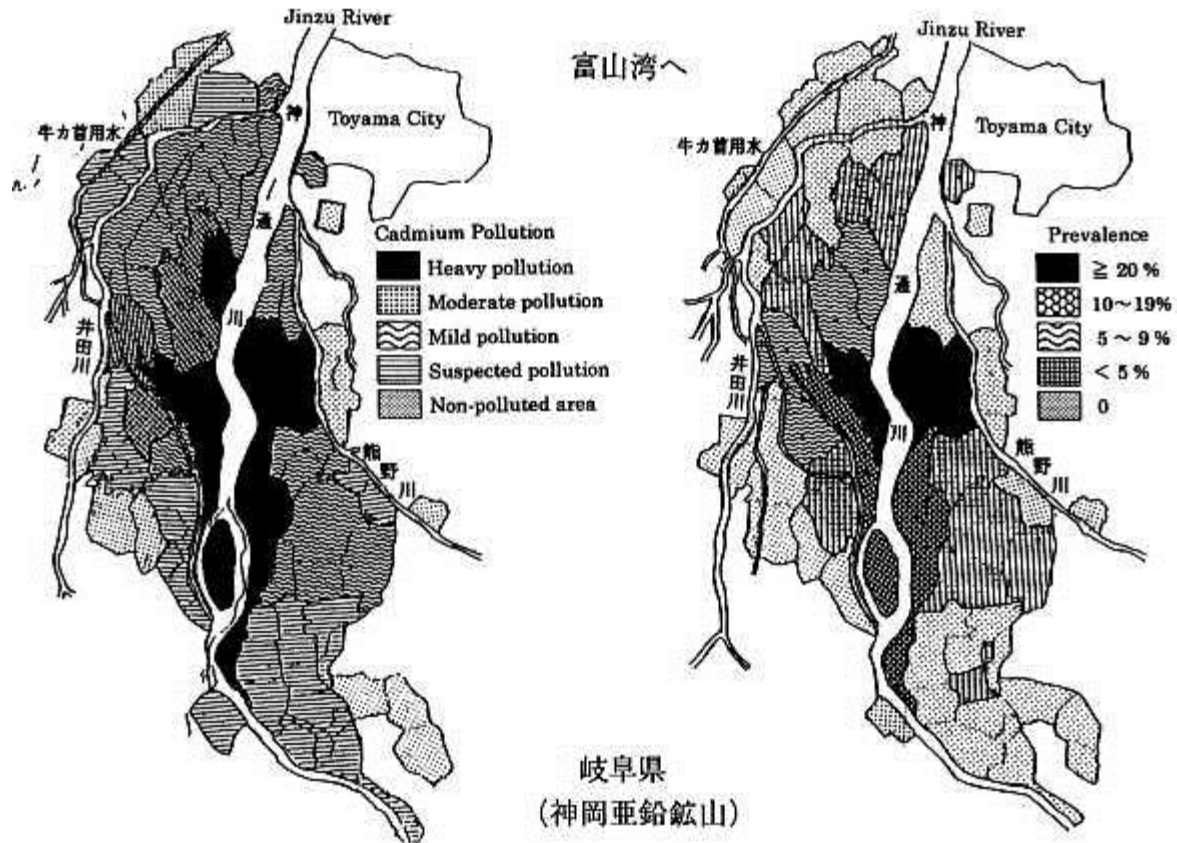 Jinzu River
牛カ首用水
神
通
川
Toyama City
井田川
熊野川
Cadmium Pollution
Heavy pollution
Moderate pollution
Mild pollution
Suspected pollution
Non-polluted area
富山湾へ
岐阜県
(神岡亜鉛鉱山)
Jinzu River
牛カ首用水
神
通
川
Toyama City
井田川
熊野川
Prevalence
≧ 20 %
10〜19%
5 〜 9 %
< 5 %
0